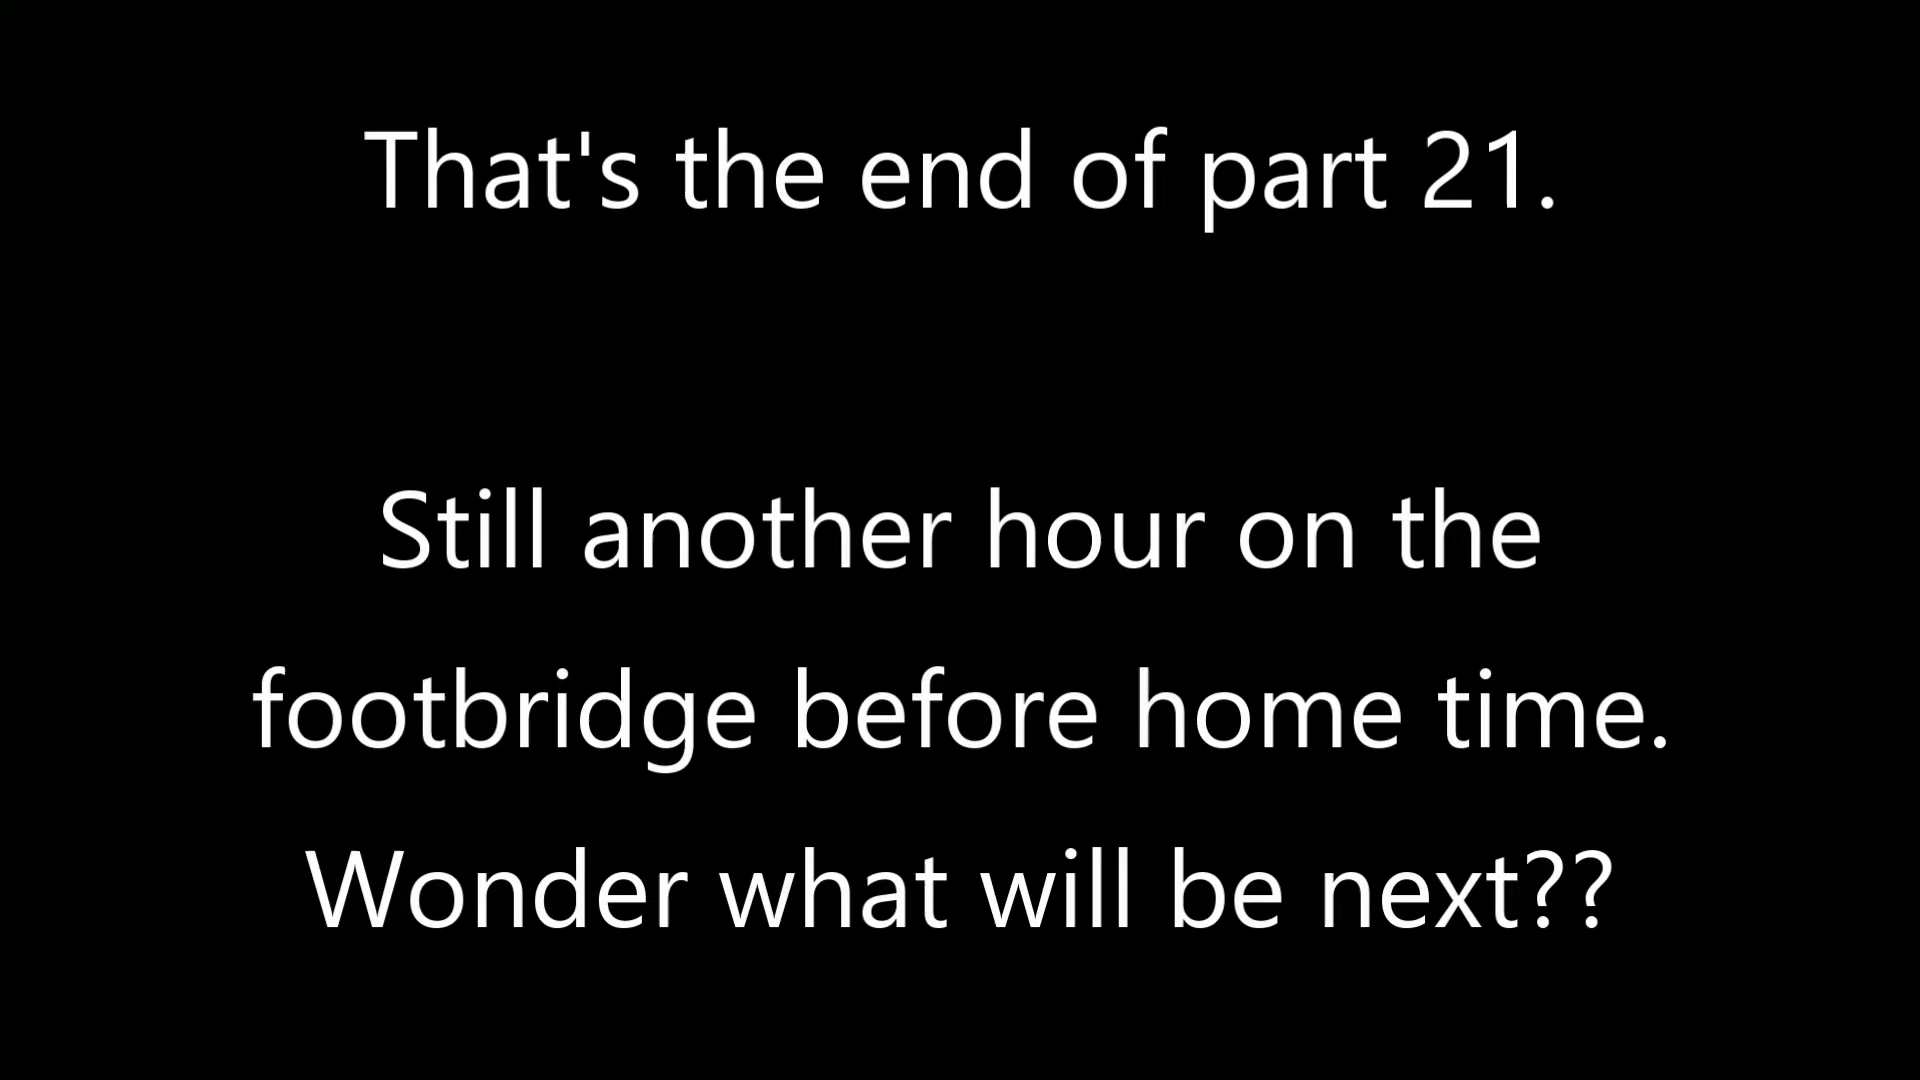 That's the end of part 21.
Still another hour on the
footbridge before home time.
Wonder what will be next??